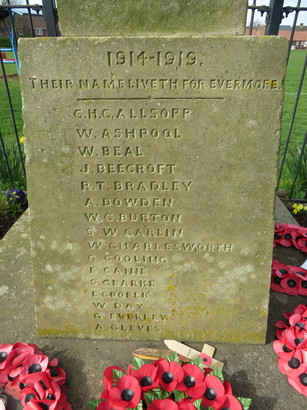 1914-1919.
THEIR NAME LIVETH FOR EVERMORE
C.H.C.ALLSOPP
W.ASHPOOL
W.BEAL
J.BEECROFT
R.T.BRADLEY
A.BOWDEN
W.C.BURTON
S.W CARLIN
W CHARLESWORTH
C COOLING
E.CAINE
S.CLARKE
E COOPER
W DAY
G.EVERLEY
A GLEVES